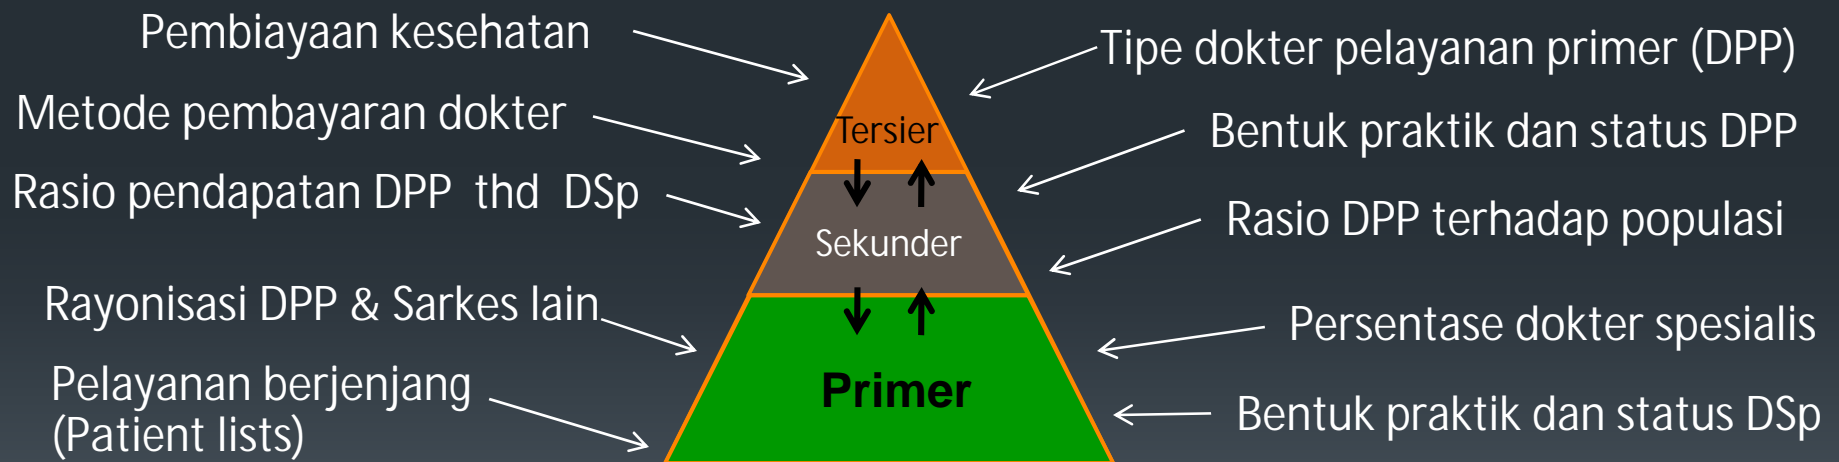 Pembiayaan kesehatan
Metode pembayaran dokter
Rasio pendapatan DPP thd DSp
Rayonisasi DPP & Sarkes lain
Pelayanan berjenjang
(Patient lists)
Tersier
Sekunder
Primer
Tipe dokter pelayanan primer (DPP)
Bentuk praktik dan status DPP
Rasio DPP terhadap populasi
Persentase dokter spesialis
Bentuk praktik dan status DSp